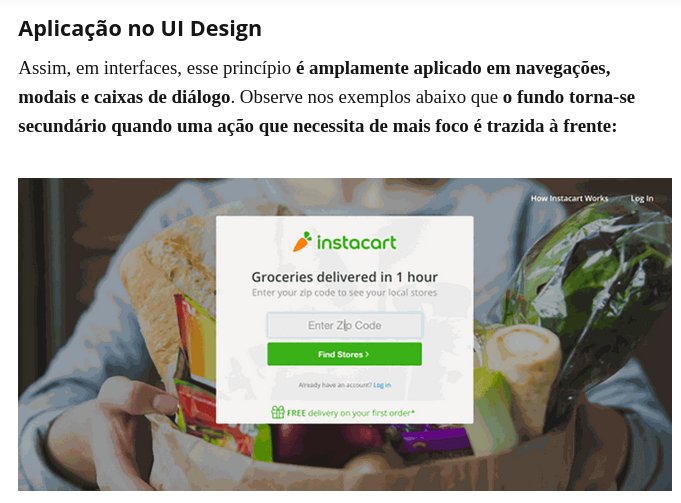 Aplicação no UI Design
Assim, em interfaces, esse princípio é amplamente aplicado em navegações,
modais e caixas de diálogo. Observe nos exemplos abaixo que o fundo torna-se
secundário quando uma ação que necessita de mais foco é trazida à frente:
How Instacart Works Log In
instacart
Groceries delivered in 1 hour
Enter your zip code to see your local stores
Enter Zip Code
Find Stores >
Already have an account? Log in
FREE delivery on your first order*